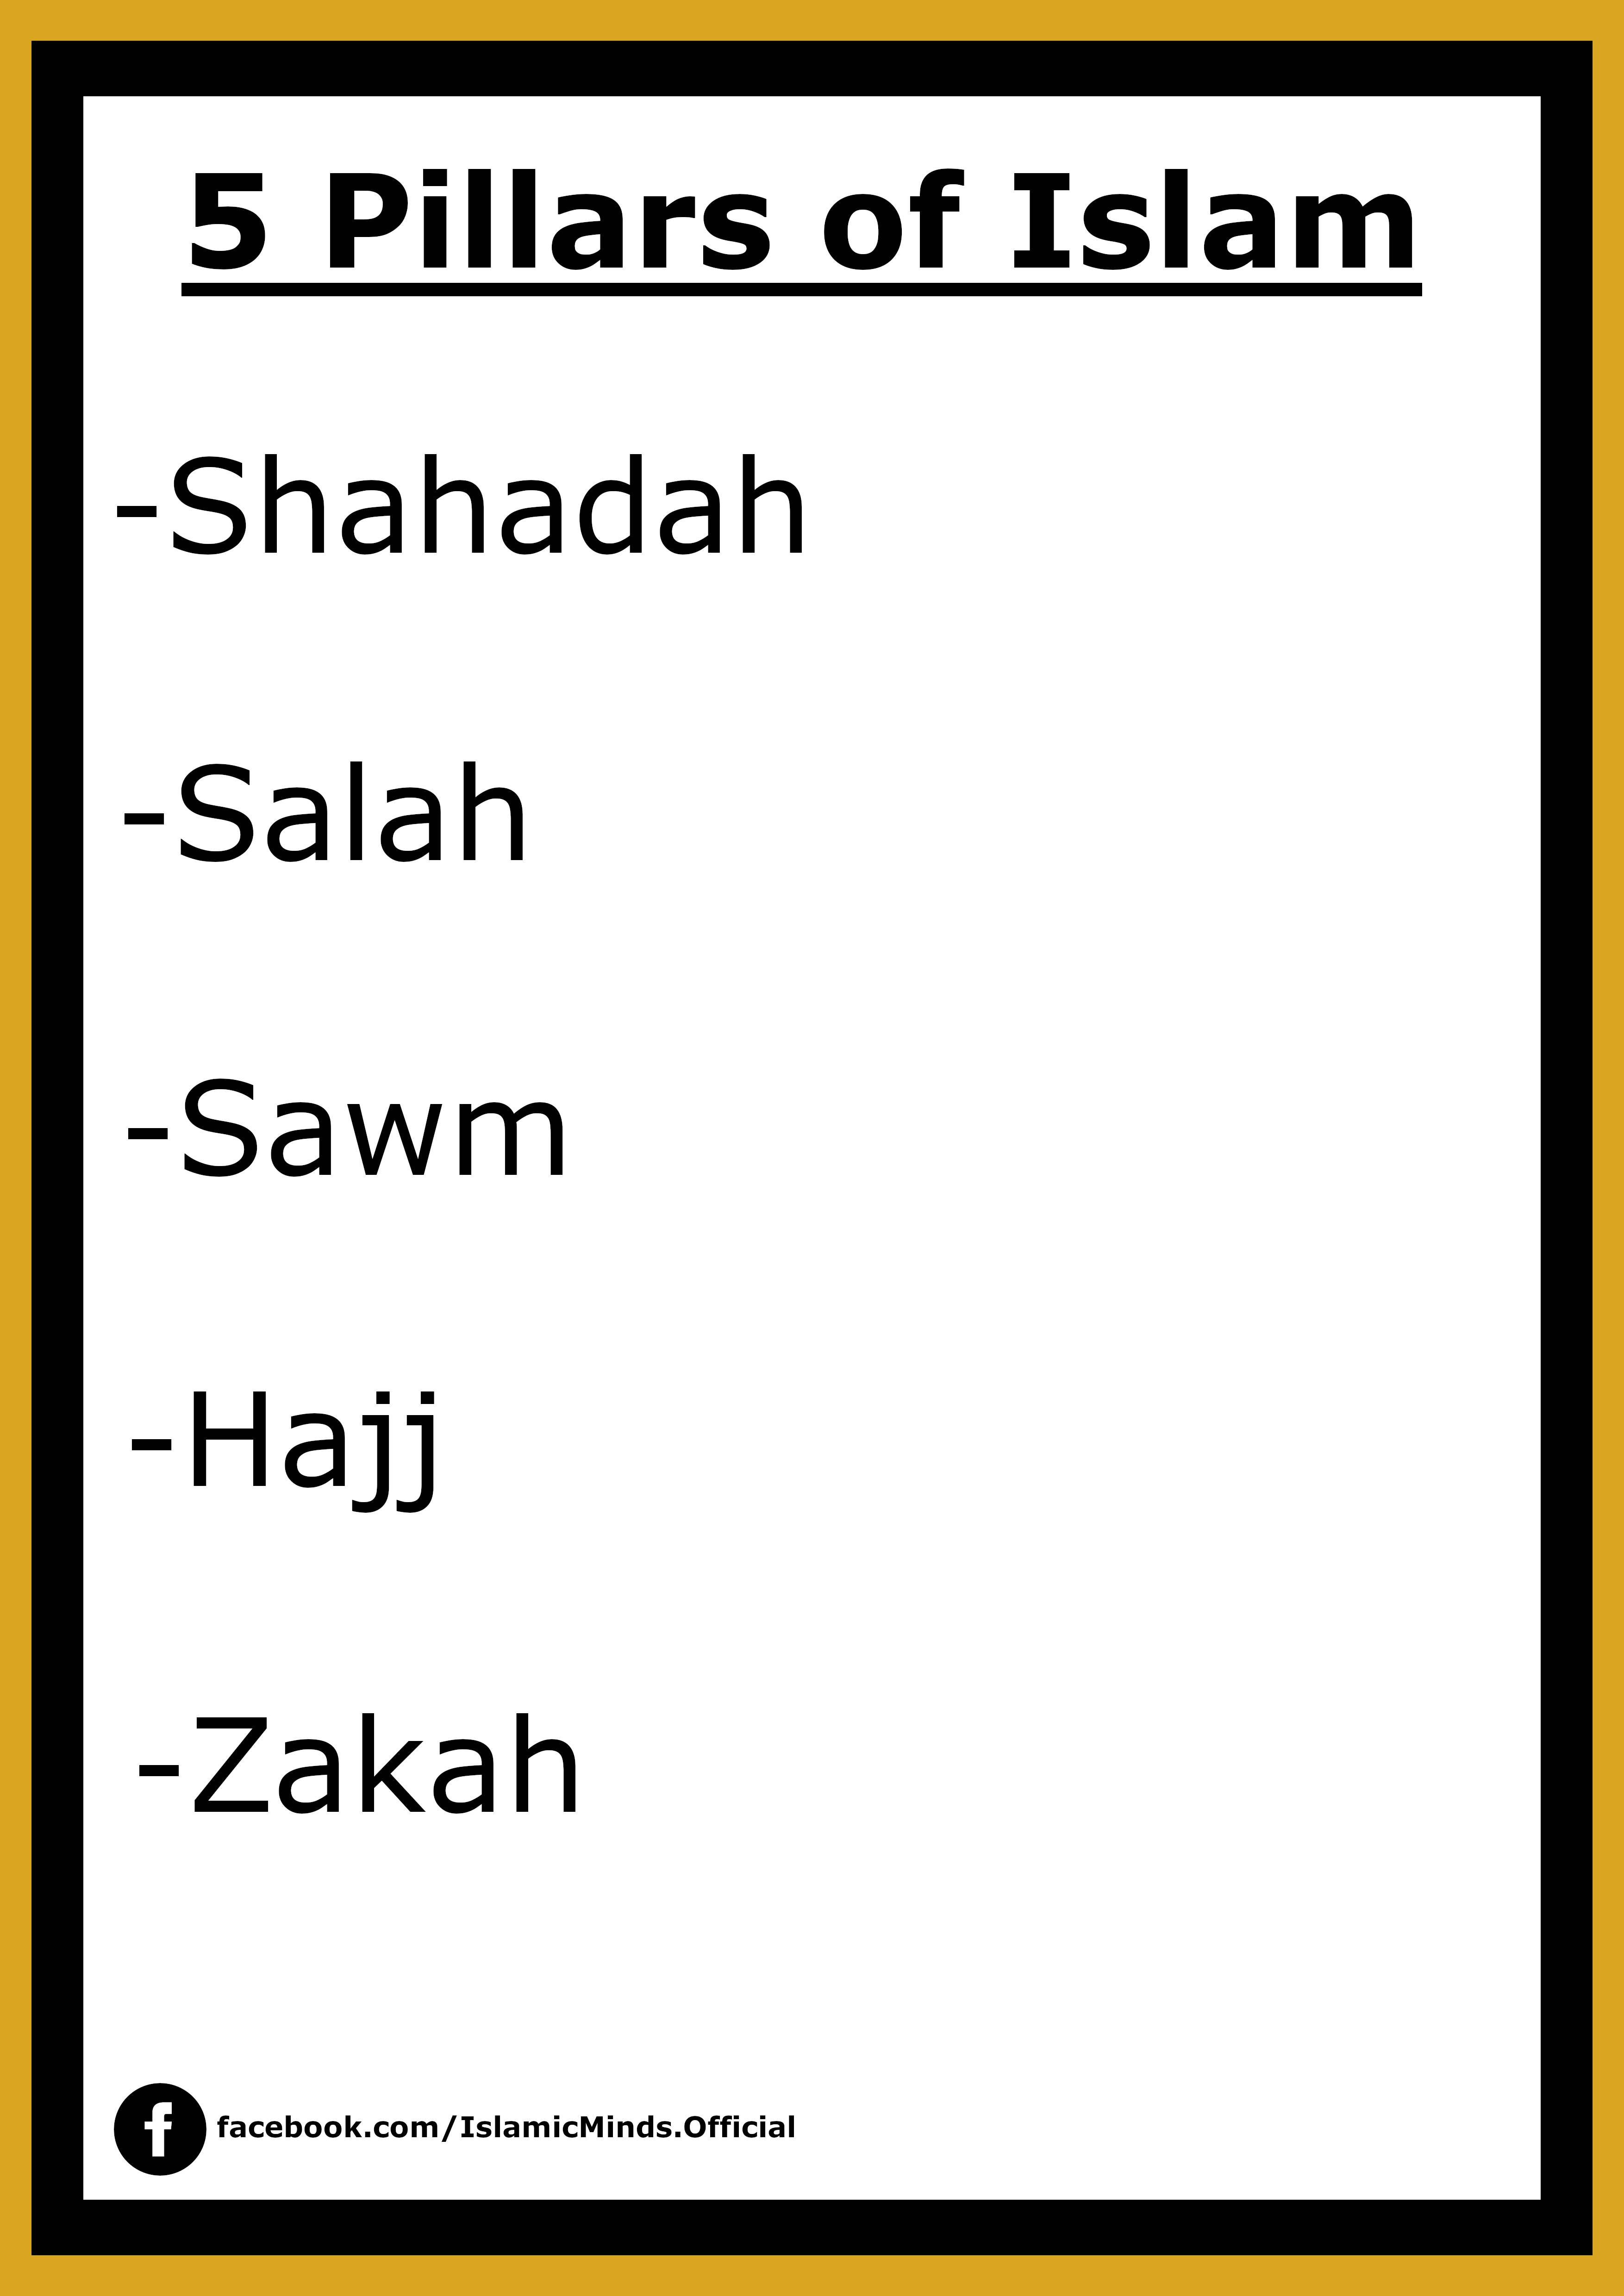 5 Pillars of Islam
-Shahadah
-Salah
-Sawm
-Hajj
-Zakah
facebook.com/IslamicMinds.Official